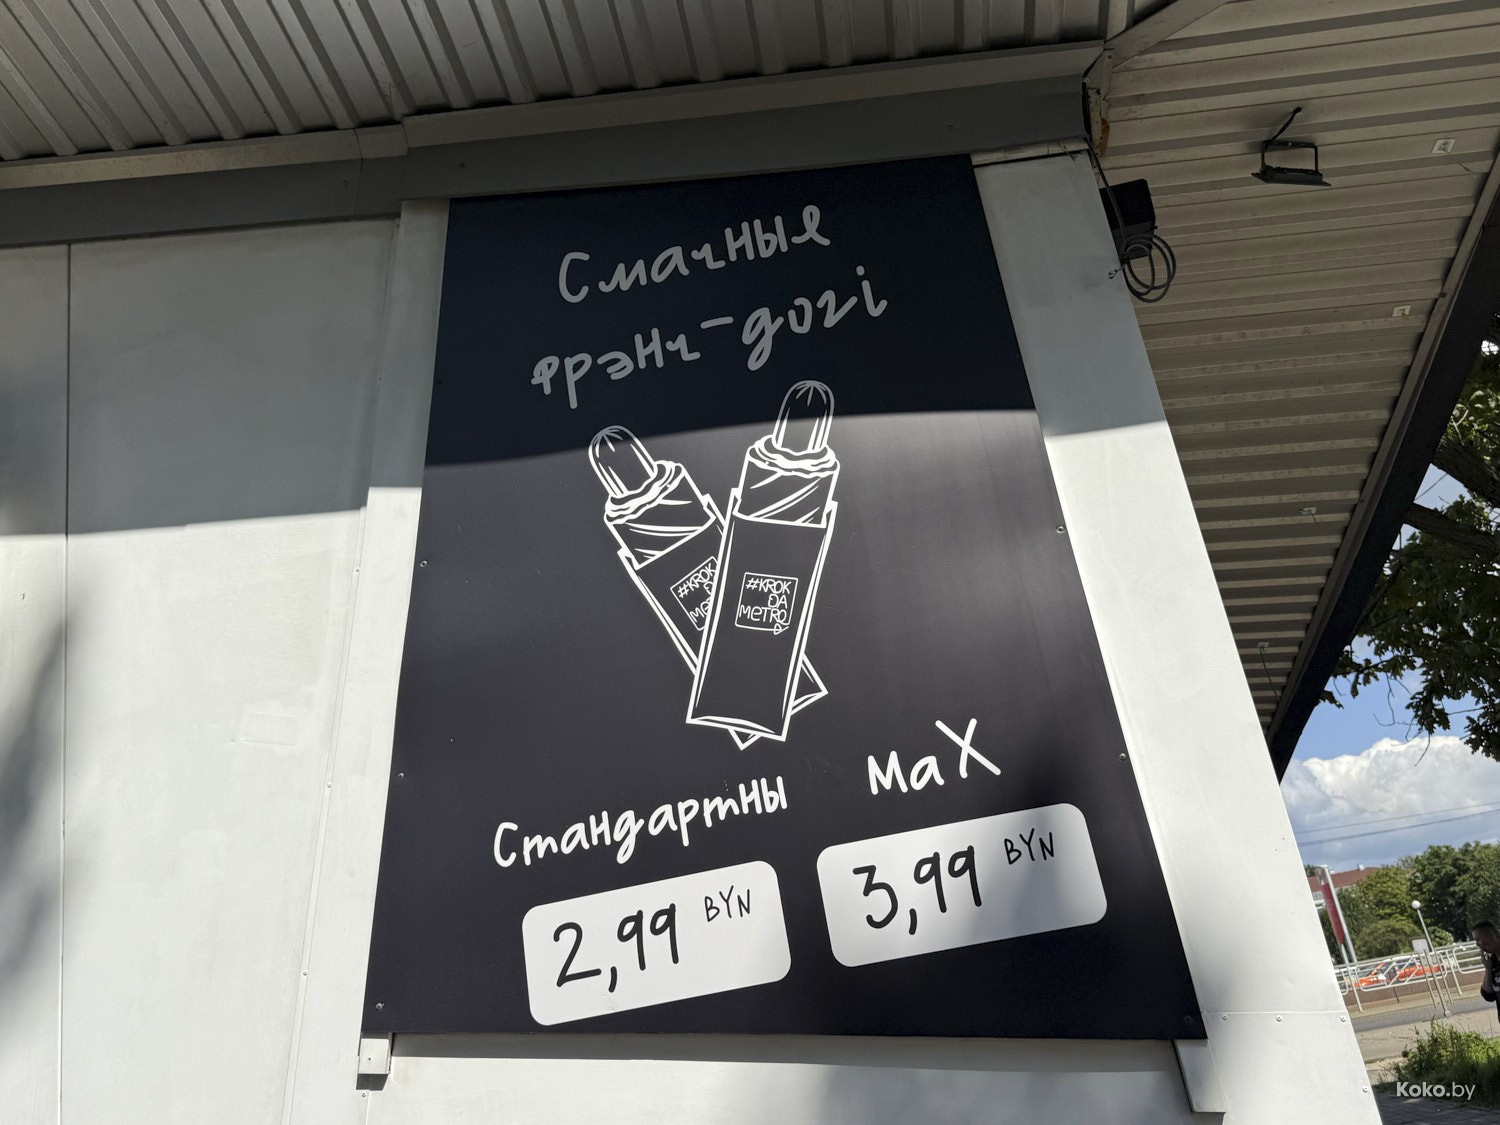 Смачныя
фрэнч-догі
#KROK
DA
METRO
#KROK
DA
METRO
Стандартны
Max
2,99 BYN
3,99 BYN
Koko.by